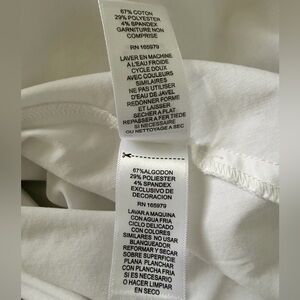 67% COTON
29% POLYESTER
4% SPANDEX
GARNITURE NON
COMPRISE
RN 165979
LAVER EN MACHINE
A L'EAU FROIDE
CYCLE DOUX
AVEC COULEURS
SIMILAIRES
NE PAS UTILISER
D'EAU DE JAVEL
REDONNER FORME
ET LAISSER
SECHER A PLAT
REPASSER A FER TIEDE
SI NECESSAIRE
OU NETTOYAGE A SEC
67%ALGODON
29% POLIESTER
4% SPANDEX
EXCLUSIVO DE
DECORACION
RN 165979
LAVAR A MAQUINA
CON AGUA FRIA
CICLO DELICADO
CON COLORES
SIMILARES NO USAR
BLANQUEADOR
REFORMAR Y SECAR
SOBRE SUPERFICIE
PLANA PLANCHAR
CON PLANCHA FRIA
SI ES NECESARIO
O HACER LIMPIAR
EN SECO